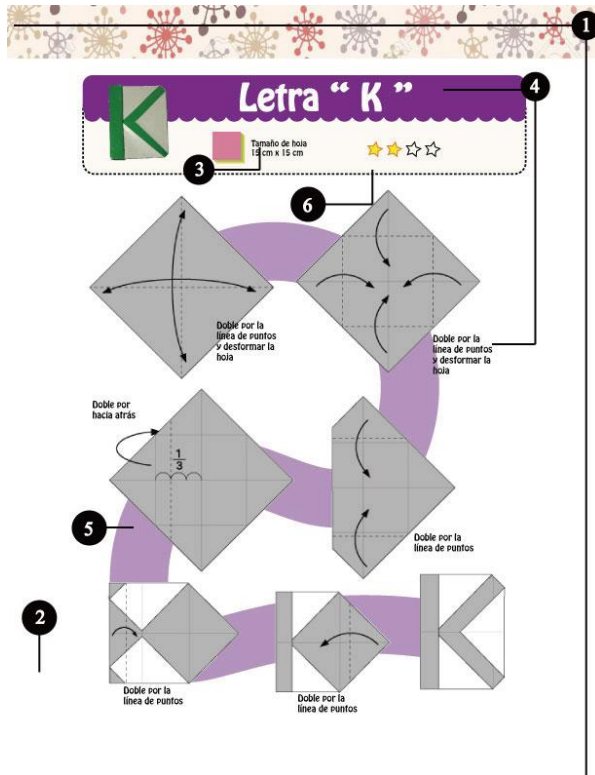 1
Letra “ K ”
4
Tamaño de hoja
15 cm x 15 cm
3
6
Doble por la
línea de puntos
y desformar la
hoja
Doble por la
línea de puntos
y desformar la
hoja
Doble por
hacia atrás
1
3
Doble por la
línea de puntos
5
2
Doble por la
línea de puntos
Doble por la
línea de puntos